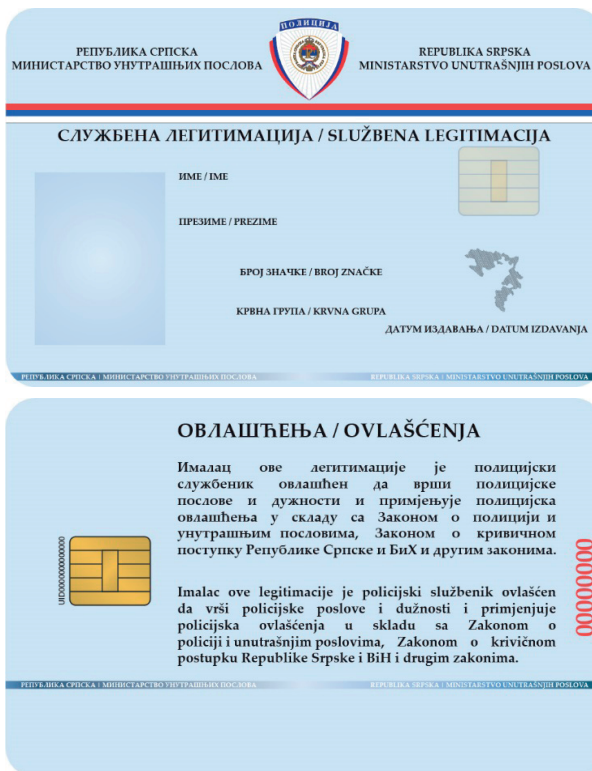 ПОЛИЦИЈА
РЕПУБЛИКА СРПСКА
МИНИСТАРСТВО УНУТРАШЊИХ ПОСЛОВА
REPUBLIKA SRPSKA
MINISTARSTVO UNUTRAŠNJIH POSLOVA
СЛУЖБЕНА ЛЕГИТИМАЦИЈА / SLUŽBENA LEGITIMACIJA
ИМЕ / IME
ПРЕЗИМЕ / PREZIME
БРОЈ ЗНАЧКЕ / BROJ ZNAČKE
КРВНА ГРУПА / KRVNA GRUPA
ДАТУМ ИЗДАВАЊА / DATUM IZDAVANJA
РЕПУБЛИКА СРПСКА | МИНИСТАРСТВО УНУТРАШЊИХ ПОСЛОВА
REPUBLIKA SRPSKA | MINISTARSTVO UNUTRAŠNJIH POSLOVA
ОВЛАШЋЕЊА / OVLAŠĆENJA
Ималац ове легитимације је полицијски
службеник овлашћен да врши полицијске
послове и дужности и примјењује полицијска
овлашћења у складу са Законом о полицији и
унутрашњим пословима, Законом о кривичном
поступку Републике Српске и БиХ и другим законима.
Imalac ove legitimacije je policijski službenik ovlašćen
da vrši policijske poslove i dužnosti i primjenjuje
policijska ovlašćenja u skladu sa Zakonom o
policiji i unutrašnjim poslovima, Zakonom o krivičnom
postupku Republike Srpske i BiH i drugim zakonima.
UID00000000000000
00000000
РЕПУБЛИКА СРПСКА | МИНИСТАРСТВО УНУТРАШЊИХ ПОСЛОВА
REPUBLIKA SRPSKA | MINISTARSTVO UNUTRAŠNJIH POSLOVA